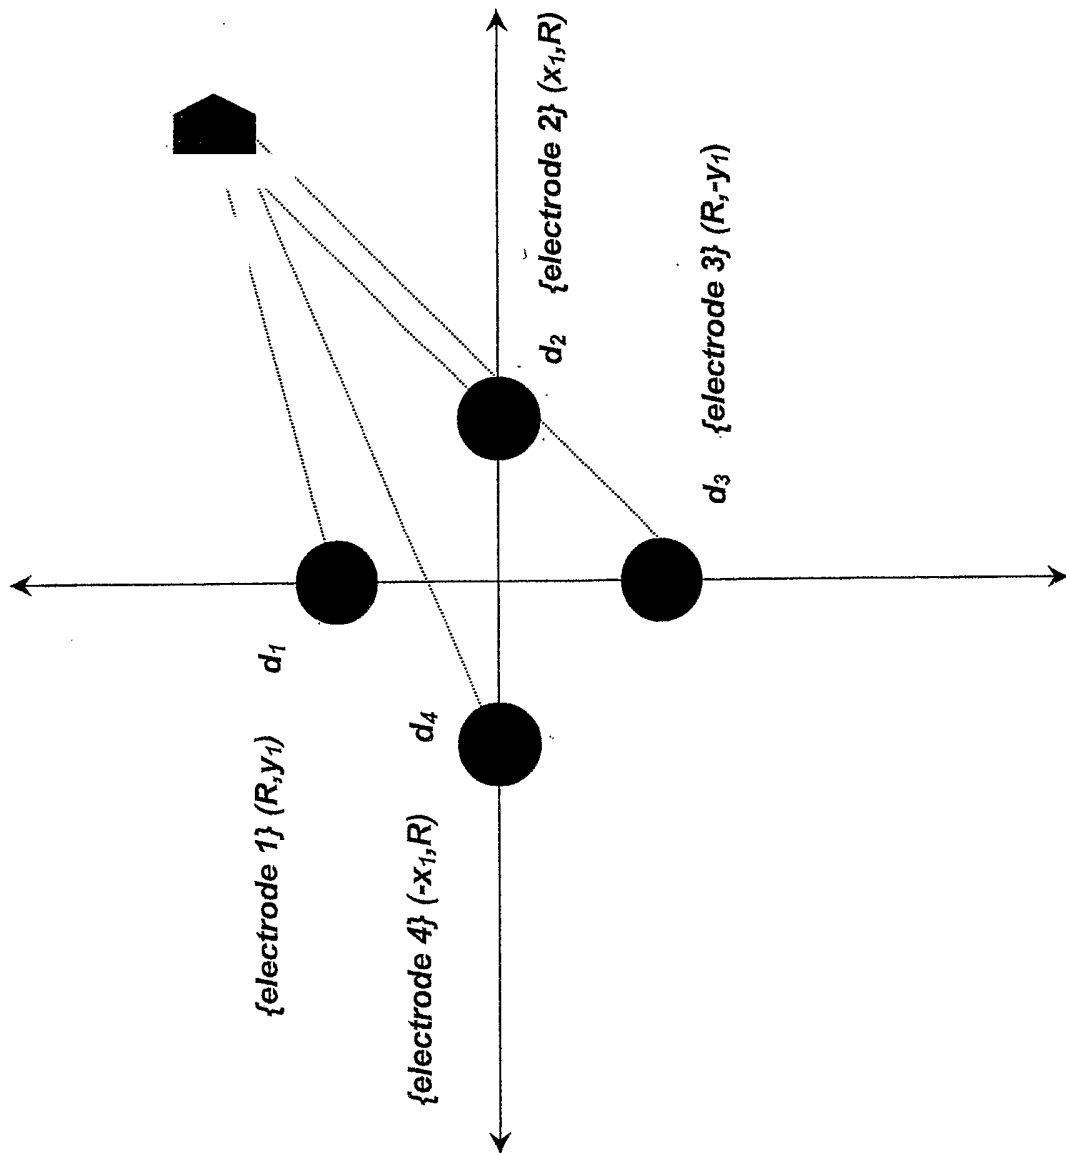 {electrode 1} (R,y₁) d₁
{electrode 4} (-x₁,R) d₄
d₂ {electrode 2} (x₁,R)
d₃ {electrode 3} (R,-y₁)